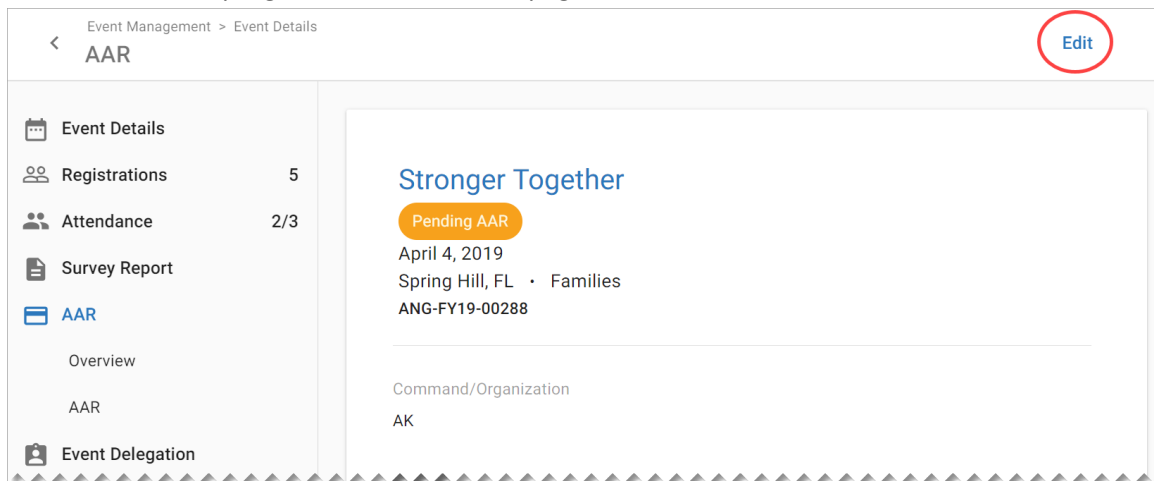 Event Management > Event Details
AAR
Edit
Event Details
Registrations 5
Attendance 2/3
Survey Report
AAR
Overview
AAR
Event Delegation
Stronger Together
Pending AAR
April 4, 2019
Spring Hill, FL · Families
ANG-FY19-00288
Command/Organization
AK